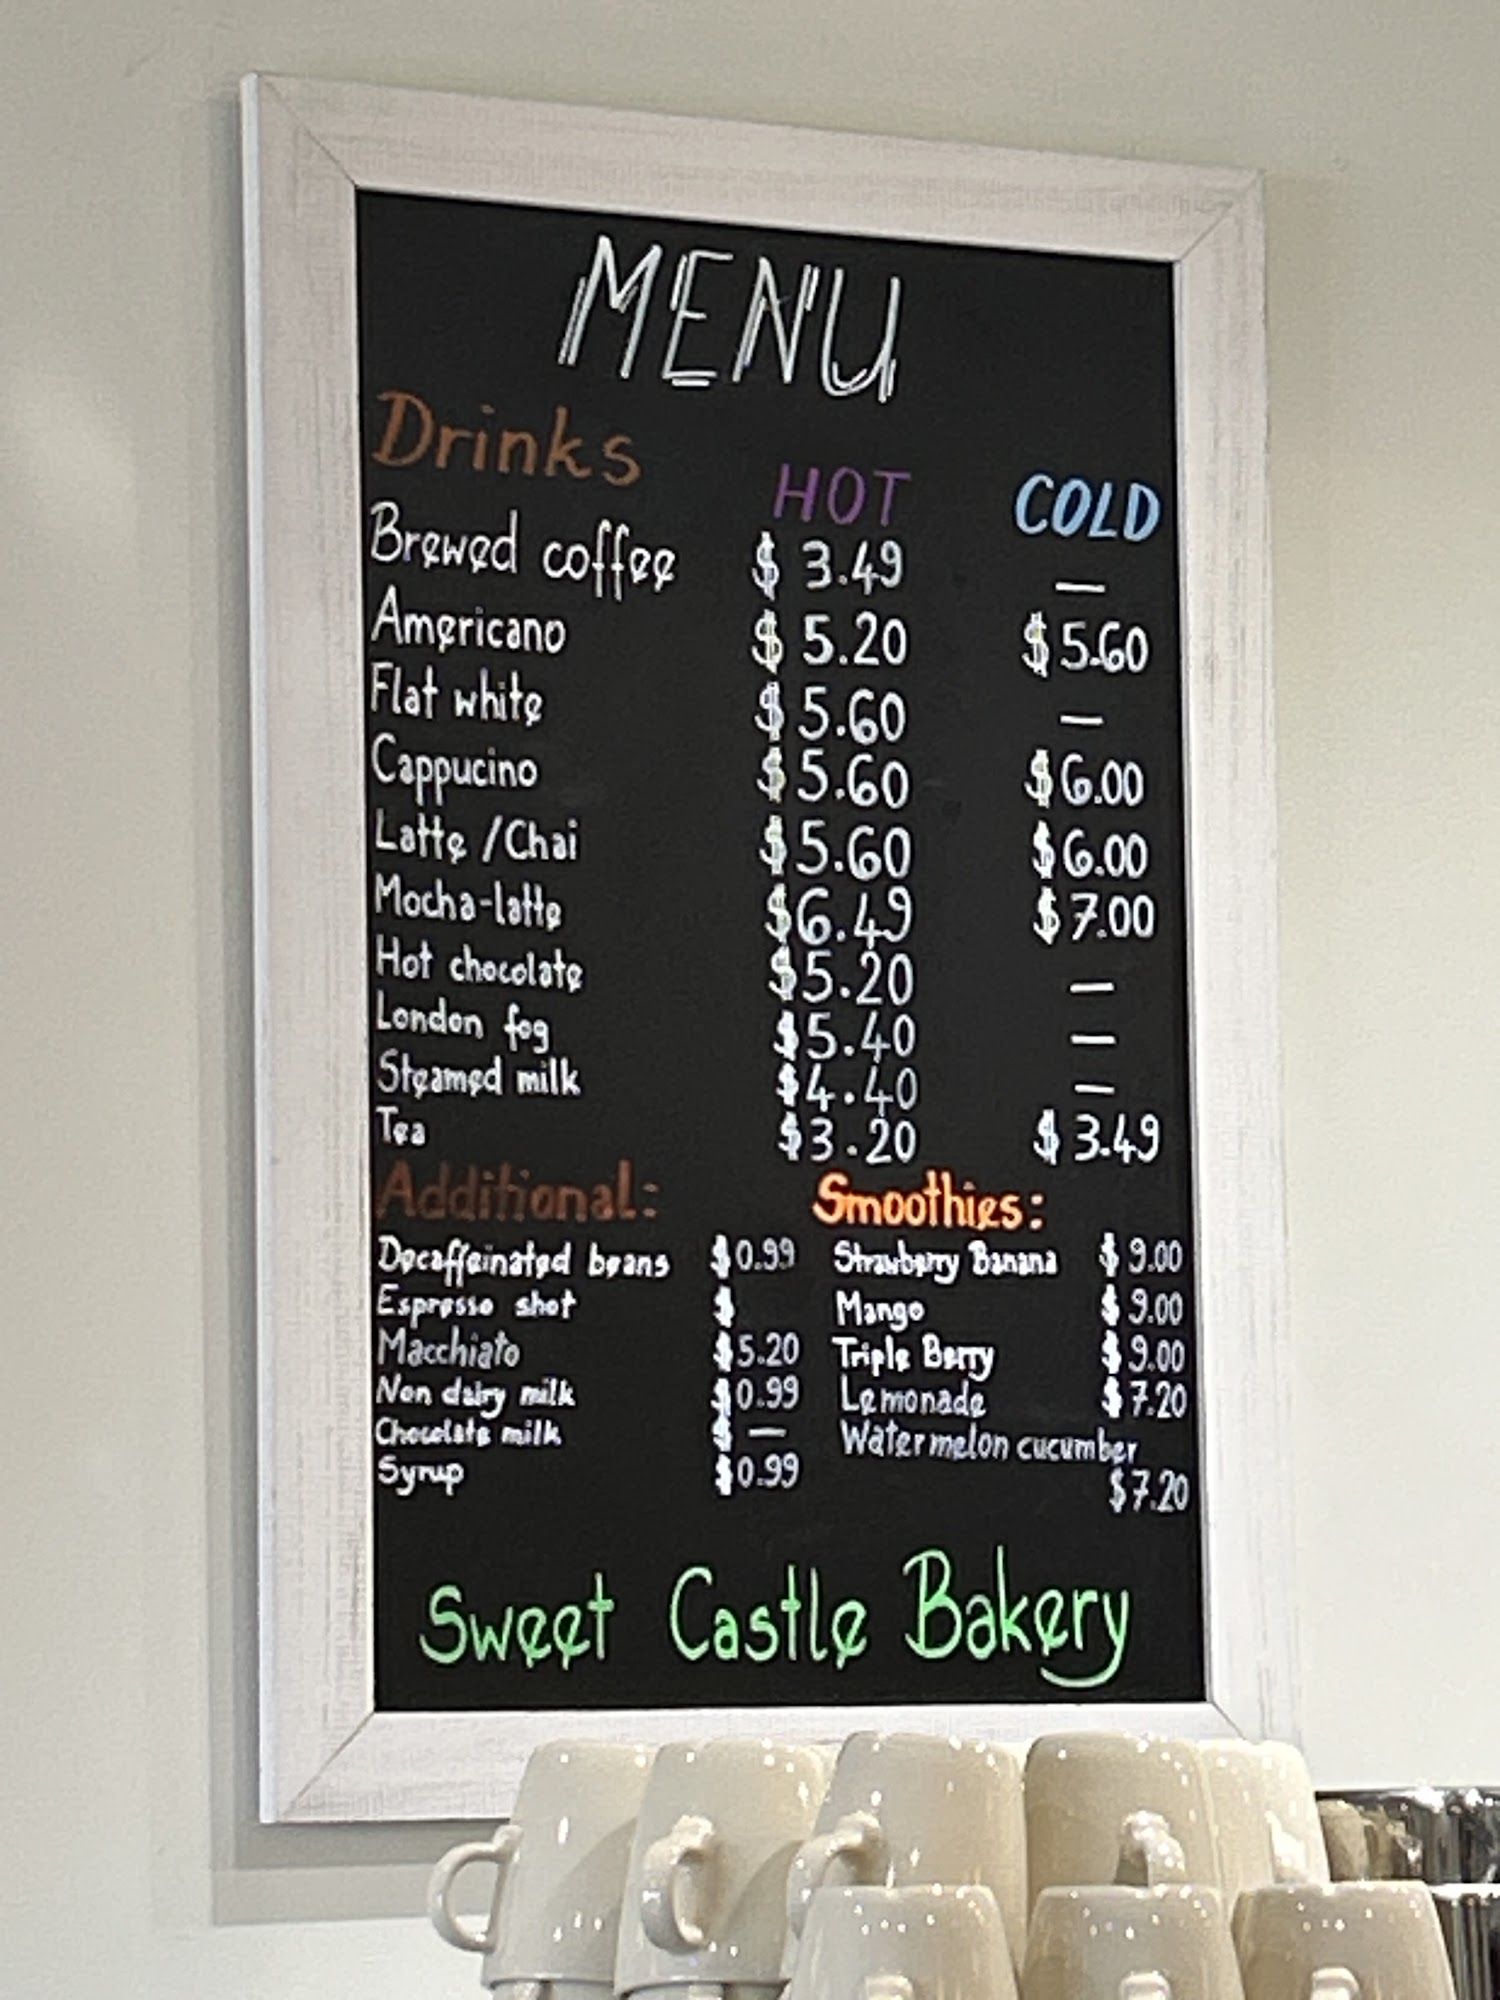 MENU
Drinks HOT COLD
Brewed coffee $ 3.49 —
Americano $ 5.20 $ 5.60
Flat white $ 5.60 —
Cappucino $ 5.60 $ 6.00
Latte / Chai $ 5.60 $ 6.00
Mocha-latte $ 6.49 $ 7.00
Hot chocolate $ 5.20 —
London fog $ 5.40 —
Steamed milk $ 4.40 —
Tea $ 3.20 $ 3.49
Additional:
Decaffeinated beans $ 0.99
Espresso shot $
Macchiato $ 5.20
Non dairy milk $ 0.99
Chocolate milk $ —
Syrup $ 0.99
Smoothies:
Strawberry Banana $ 9.00
Mango $ 9.00
Triple Berry $ 9.00
Lemonade $ 7.20
Watermelon cucumber
$ 7.20
Sweet Castle Bakery